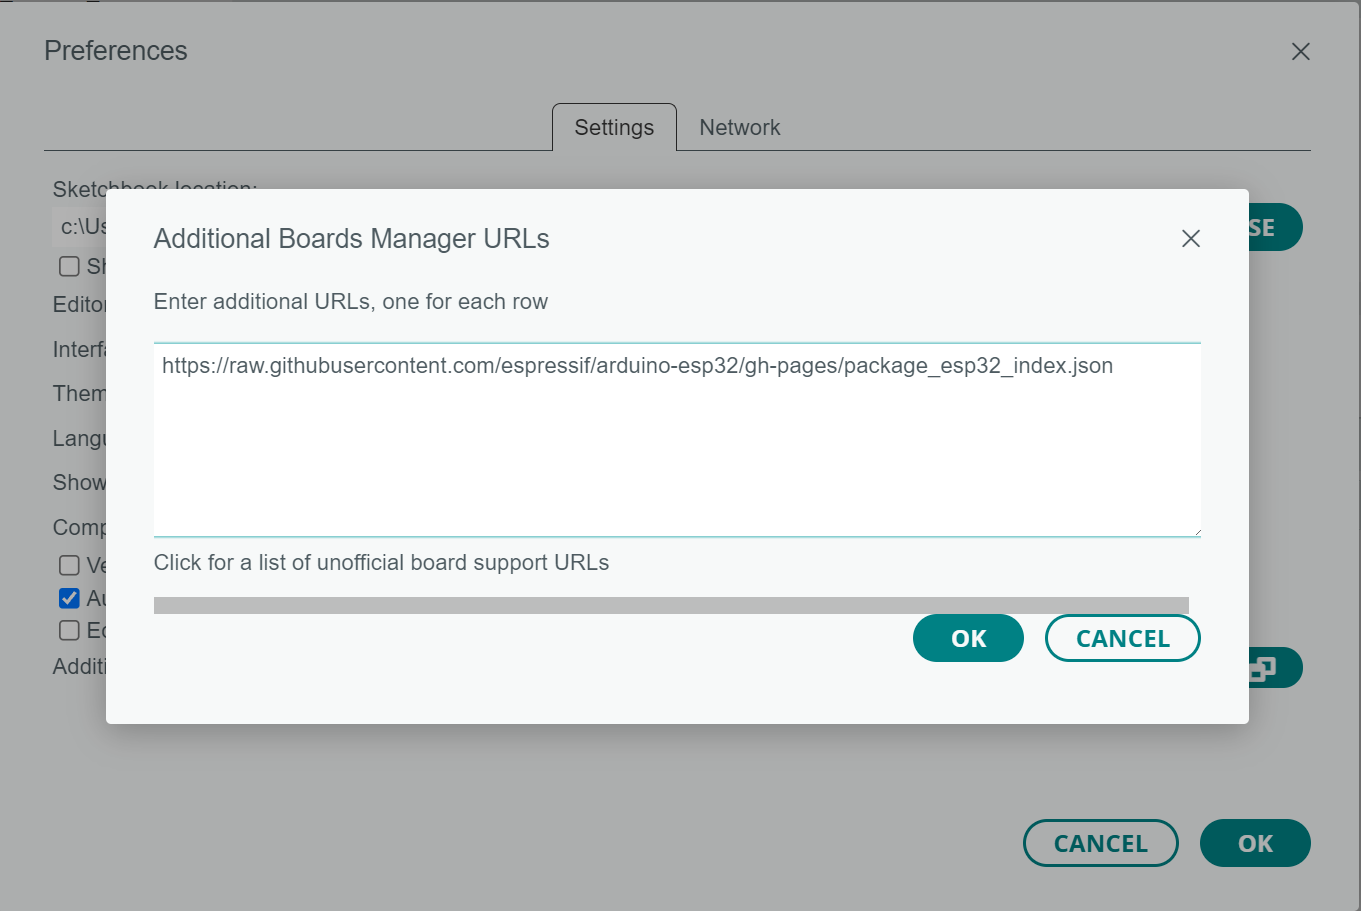 Preferences
Settings
Network
Sketchbook location:
c:\Us
SE
Additional Boards Manager URLs
Enter additional URLs, one for each row
https://raw.githubusercontent.com/espressif/arduino-esp32/gh-pages/package_esp32_index.json
Click for a list of unofficial board support URLs
OK
CANCEL
Sh
Editor
Interfa
Them
Langu
Show
Comp
Ve
Au
Ed
Additi
CANCEL
OK